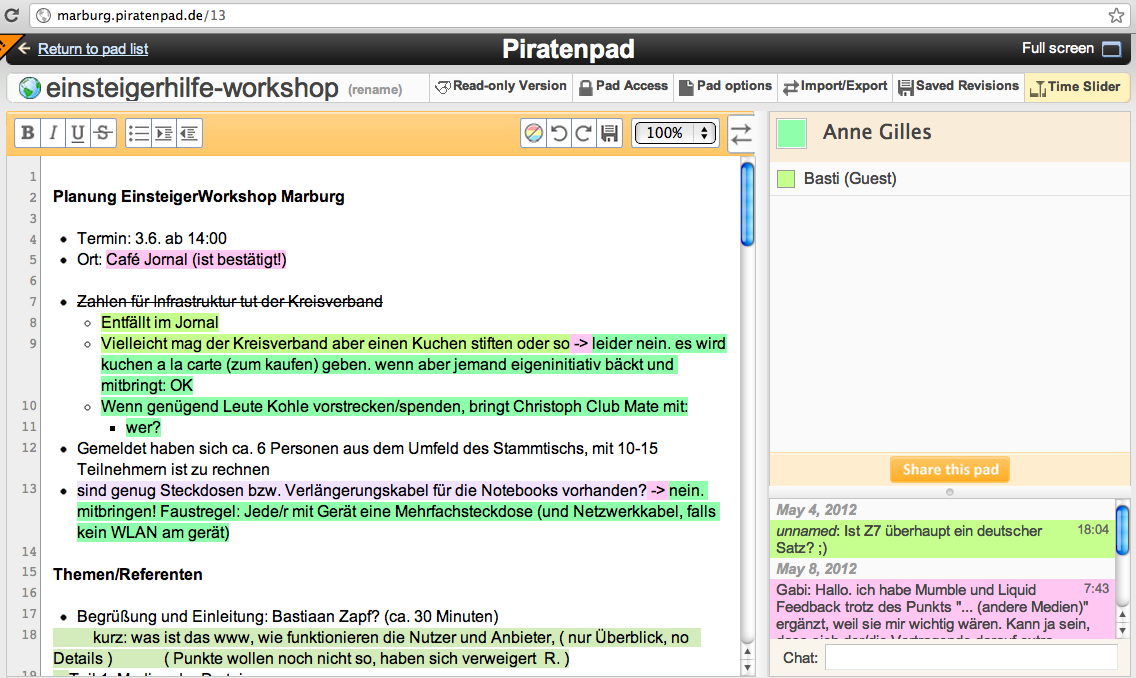 marburg.piratenpad.de/13
Return to pad list
Piratenpad
Full screen
einsteigerhilfe-workshop (rename)
Read-only Version
Pad Access
Pad options
Import/Export
Saved Revisions
Time Slider
B I U S
100%
Anne Gilles
Basti (Guest)
1
2 Planung EinsteigerWorkshop Marburg
3
4 Termin: 3.6. ab 14:00
5 Ort: Café Jornal (ist bestätigt!)
6
7 Zahlen für Infrastruktur tut der Kreisverband
8 Entfällt im Jornal
9 Vielleicht mag der Kreisverband aber einen Kuchen stiften oder so -> leider nein. es wird
kuchen a la carte (zum kaufen) geben. wenn aber jemand eigeninitiativ bäckt und
mitbringt: OK
10 Wenn genügend Leute Kohle vorstrecken/spenden, bringt Christoph Club Mate mit:
11 wer?
12 Gemeldet haben sich ca. 6 Personen aus dem Umfeld des Stammtischs, mit 10-15
Teilnehmern ist zu rechnen
13 sind genug Steckdosen bzw. Verlängerungskabel für die Notebooks vorhanden? -> nein.
mitbringen! Faustregel: Jede/r mit Gerät eine Mehrfachsteckdose (und Netzwerkkabel, falls
kein WLAN am gerät)
14
15 Themen/Referenten
16
17 Begrüßung und Einleitung: Bastiaan Zapf? (ca. 30 Minuten)
18 kurz: was ist das www, wie funktionieren die Nutzer und Anbieter, ( nur Überblick, no
Details ) ( Punkte wollen noch nicht so, haben sich verweigert R. )
19
Share this pad
May 4, 2012
unnamed: Ist Z7 überhaupt ein deutscher 18:04
Satz? ;)
May 8, 2012
Gabi: Hallo. ich habe Mumble und Liquid 7:43
Feedback trotz des Punkts "... (andere Medien)"
ergänzt, weil sie mir wichtig wären. Kann ja sein,
Chat: